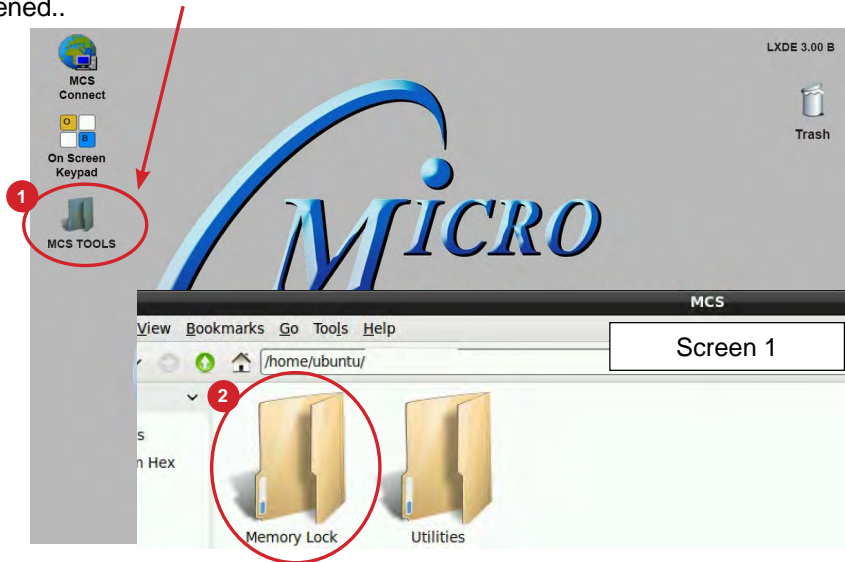 ened..
LXDE 3.00 B
MCS
Connect
Trash
O
B
On Screen
Keypad
1
MCS TOOLS
MICRO
MCS
View Bookmarks Go Tools Help
Screen 1
/home/ubuntu/
2
s
n Hex
Memory Lock
Utilities